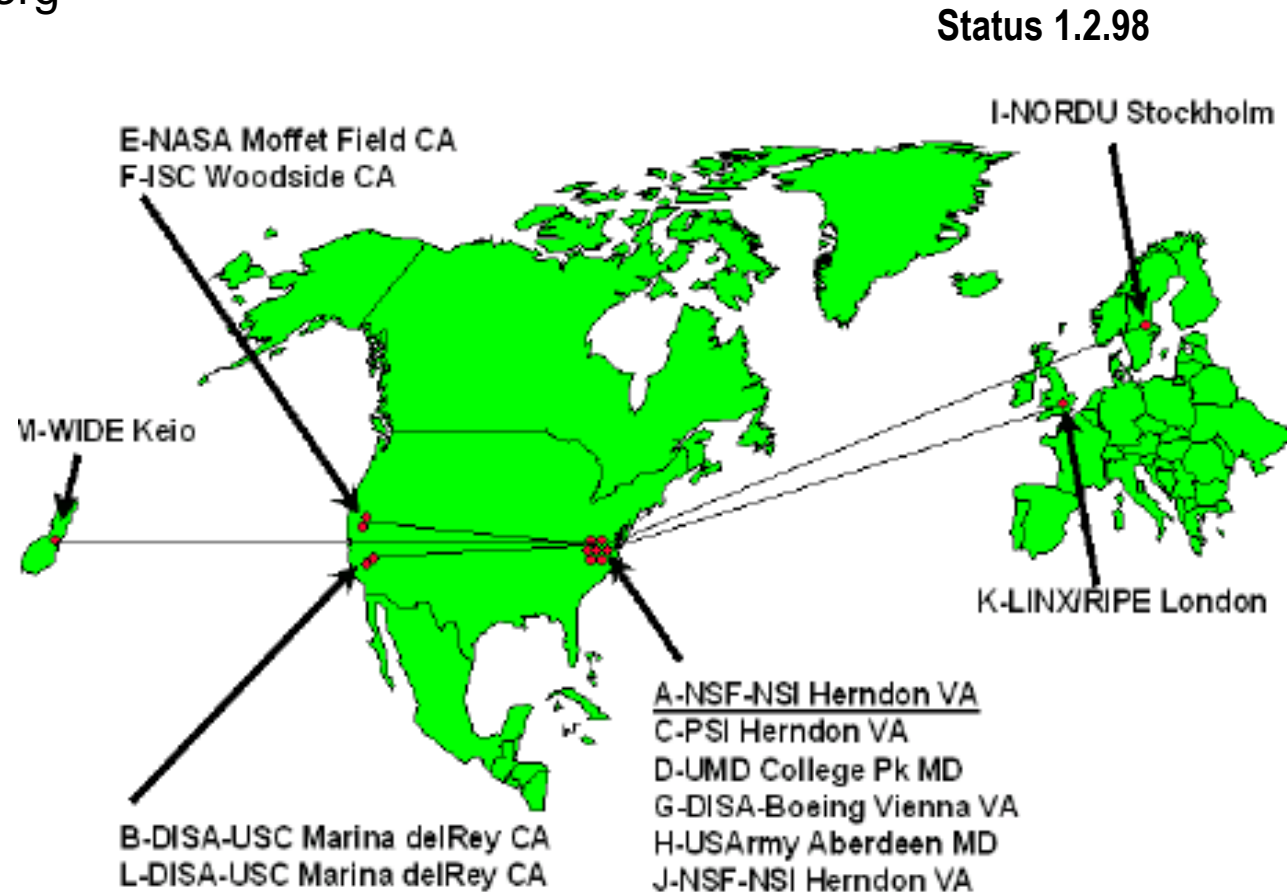 Status 1.2.98
I-NORDU Stockholm
E-NASA Moffet Field CA
F-ISC Woodside CA
M-WIDE Keio
K-LINX/RIPE London
A-NSF-NSI Herndon VA
C-PSI Herndon VA
D-UMD College Pk MD
G-DISA-Boeing Vienna VA
H-USArmy Aberdeen MD
J-NSF-NSI Herndon VA
B-DISA-USC Marina delRey CA
L-DISA-USC Marina delRey CA